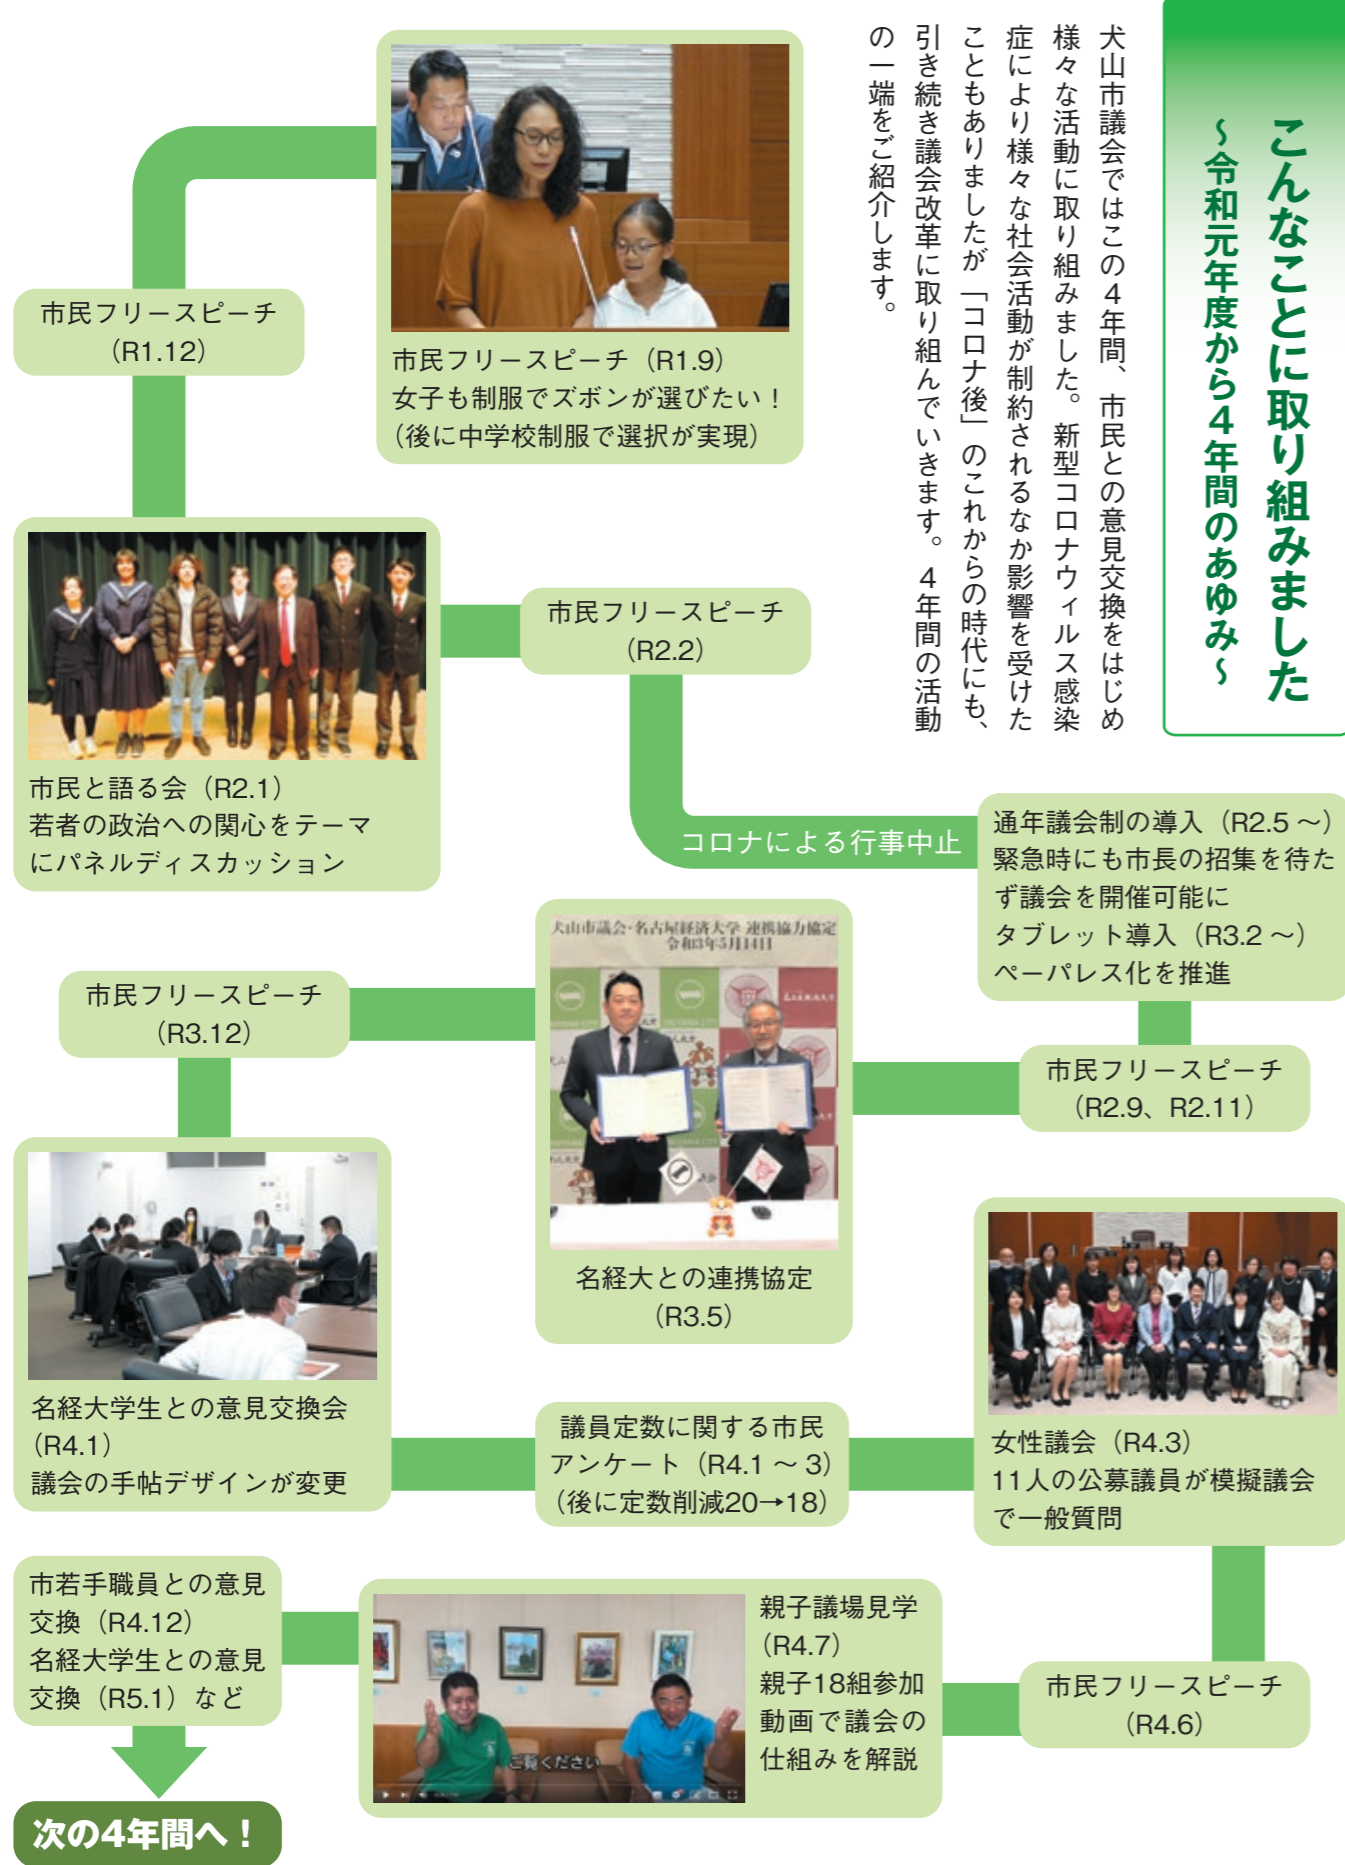 こんなことに取り組みました
～令和元年度から４年間のあゆみ～
犬山市議会ではこの４年間、市民との意見交換をはじめ
様々な活動に取り組みました。新型コロナウィルス感染
症により様々な社会活動が制約されるなか影響を受けた
こともありましたが「コロナ後」のこれからの時代にも、
引き続き議会改革に取り組んでいきます。４年間の活動
の一端をご紹介します。
市民フリースピーチ（R1.9）
女子も制服でズボンが選びたい！
（後に中学校制服で選択が実現）
市民フリースピーチ
（R1.12）
市民と語る会（R2.1）
若者の政治への関心をテーマ
にパネルディスカッション
市民フリースピーチ
（R2.2）
コロナによる行事中止
通年議会制の導入（R2.5 ～）
緊急時にも市長の招集を待た
ず議会を開催可能に
タブレット導入（R3.2 ～）
ペーパレス化を推進
市民フリースピーチ
（R2.9、R2.11）
犬山市議会・名古屋経済大学 連携協力協定
令和3年5月14日
名経大との連携協定
（R3.5）
市民フリースピーチ
（R3.12）
名経大学生との意見交換会
（R4.1）
議会の手帖デザインが変更
議員定数に関する市民
アンケート（R4.1 ～ 3）
（後に定数削減20→18）
女性議会（R4.3）
11人の公募議員が模擬議会
で一般質問
市民フリースピーチ
（R4.6）
親子議場見学
（R4.7）
親子18組参加
動画で議会の
仕組みを解説
ご覧ください
市若手職員との意見
交換（R4.12）
名経大学生との意見
交換（R5.1）など
次の4年間へ！